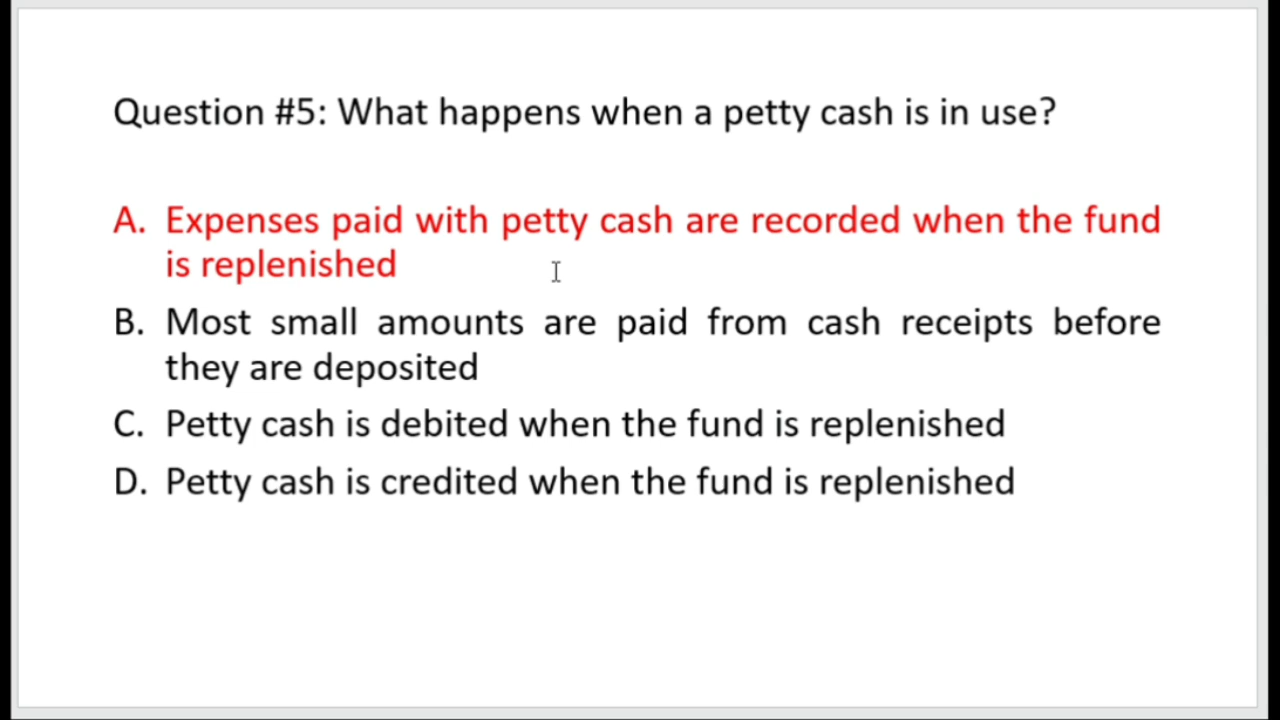 Question #5: What happens when a petty cash is in use?
A. Expenses paid with petty cash are recorded when the fund
is replenished
B. Most small amounts are paid from cash receipts before
they are deposited
C. Petty cash is debited when the fund is replenished
D. Petty cash is credited when the fund is replenished